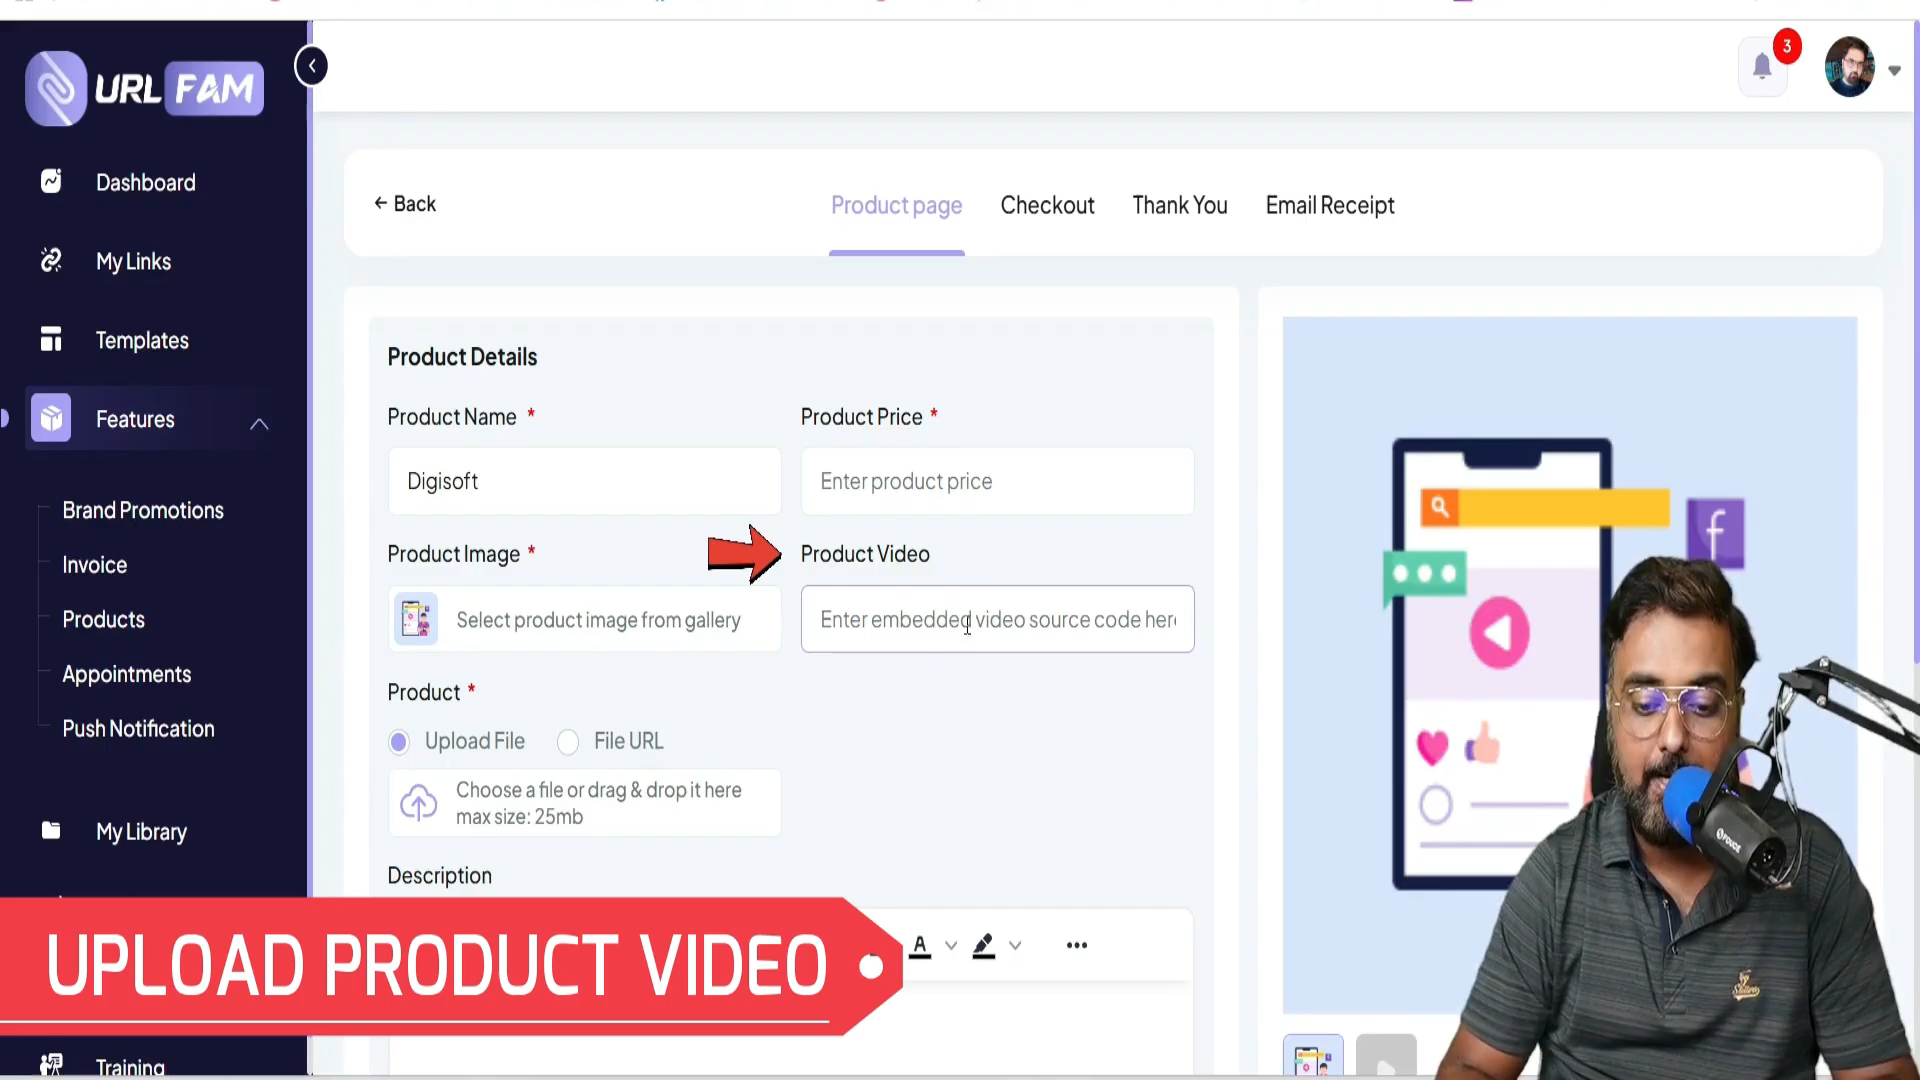 URL FAM
3
Dashboard
My Links
Templates
Features
Brand Promotions
Invoice
Products
Appointments
Push Notification
My Library
Training
← Back
Product page
Checkout
Thank You
Email Receipt
Product Details
Product Name *
Product Price *
Digisoft
Enter product price
Product Image *
Product Video
Select product image from gallery
Enter embedded video source code here
Product *
Upload File
File URL
Choose a file or drag & drop it here
max size: 25mb
Description
A
f
UPLOAD PRODUCT VIDEO